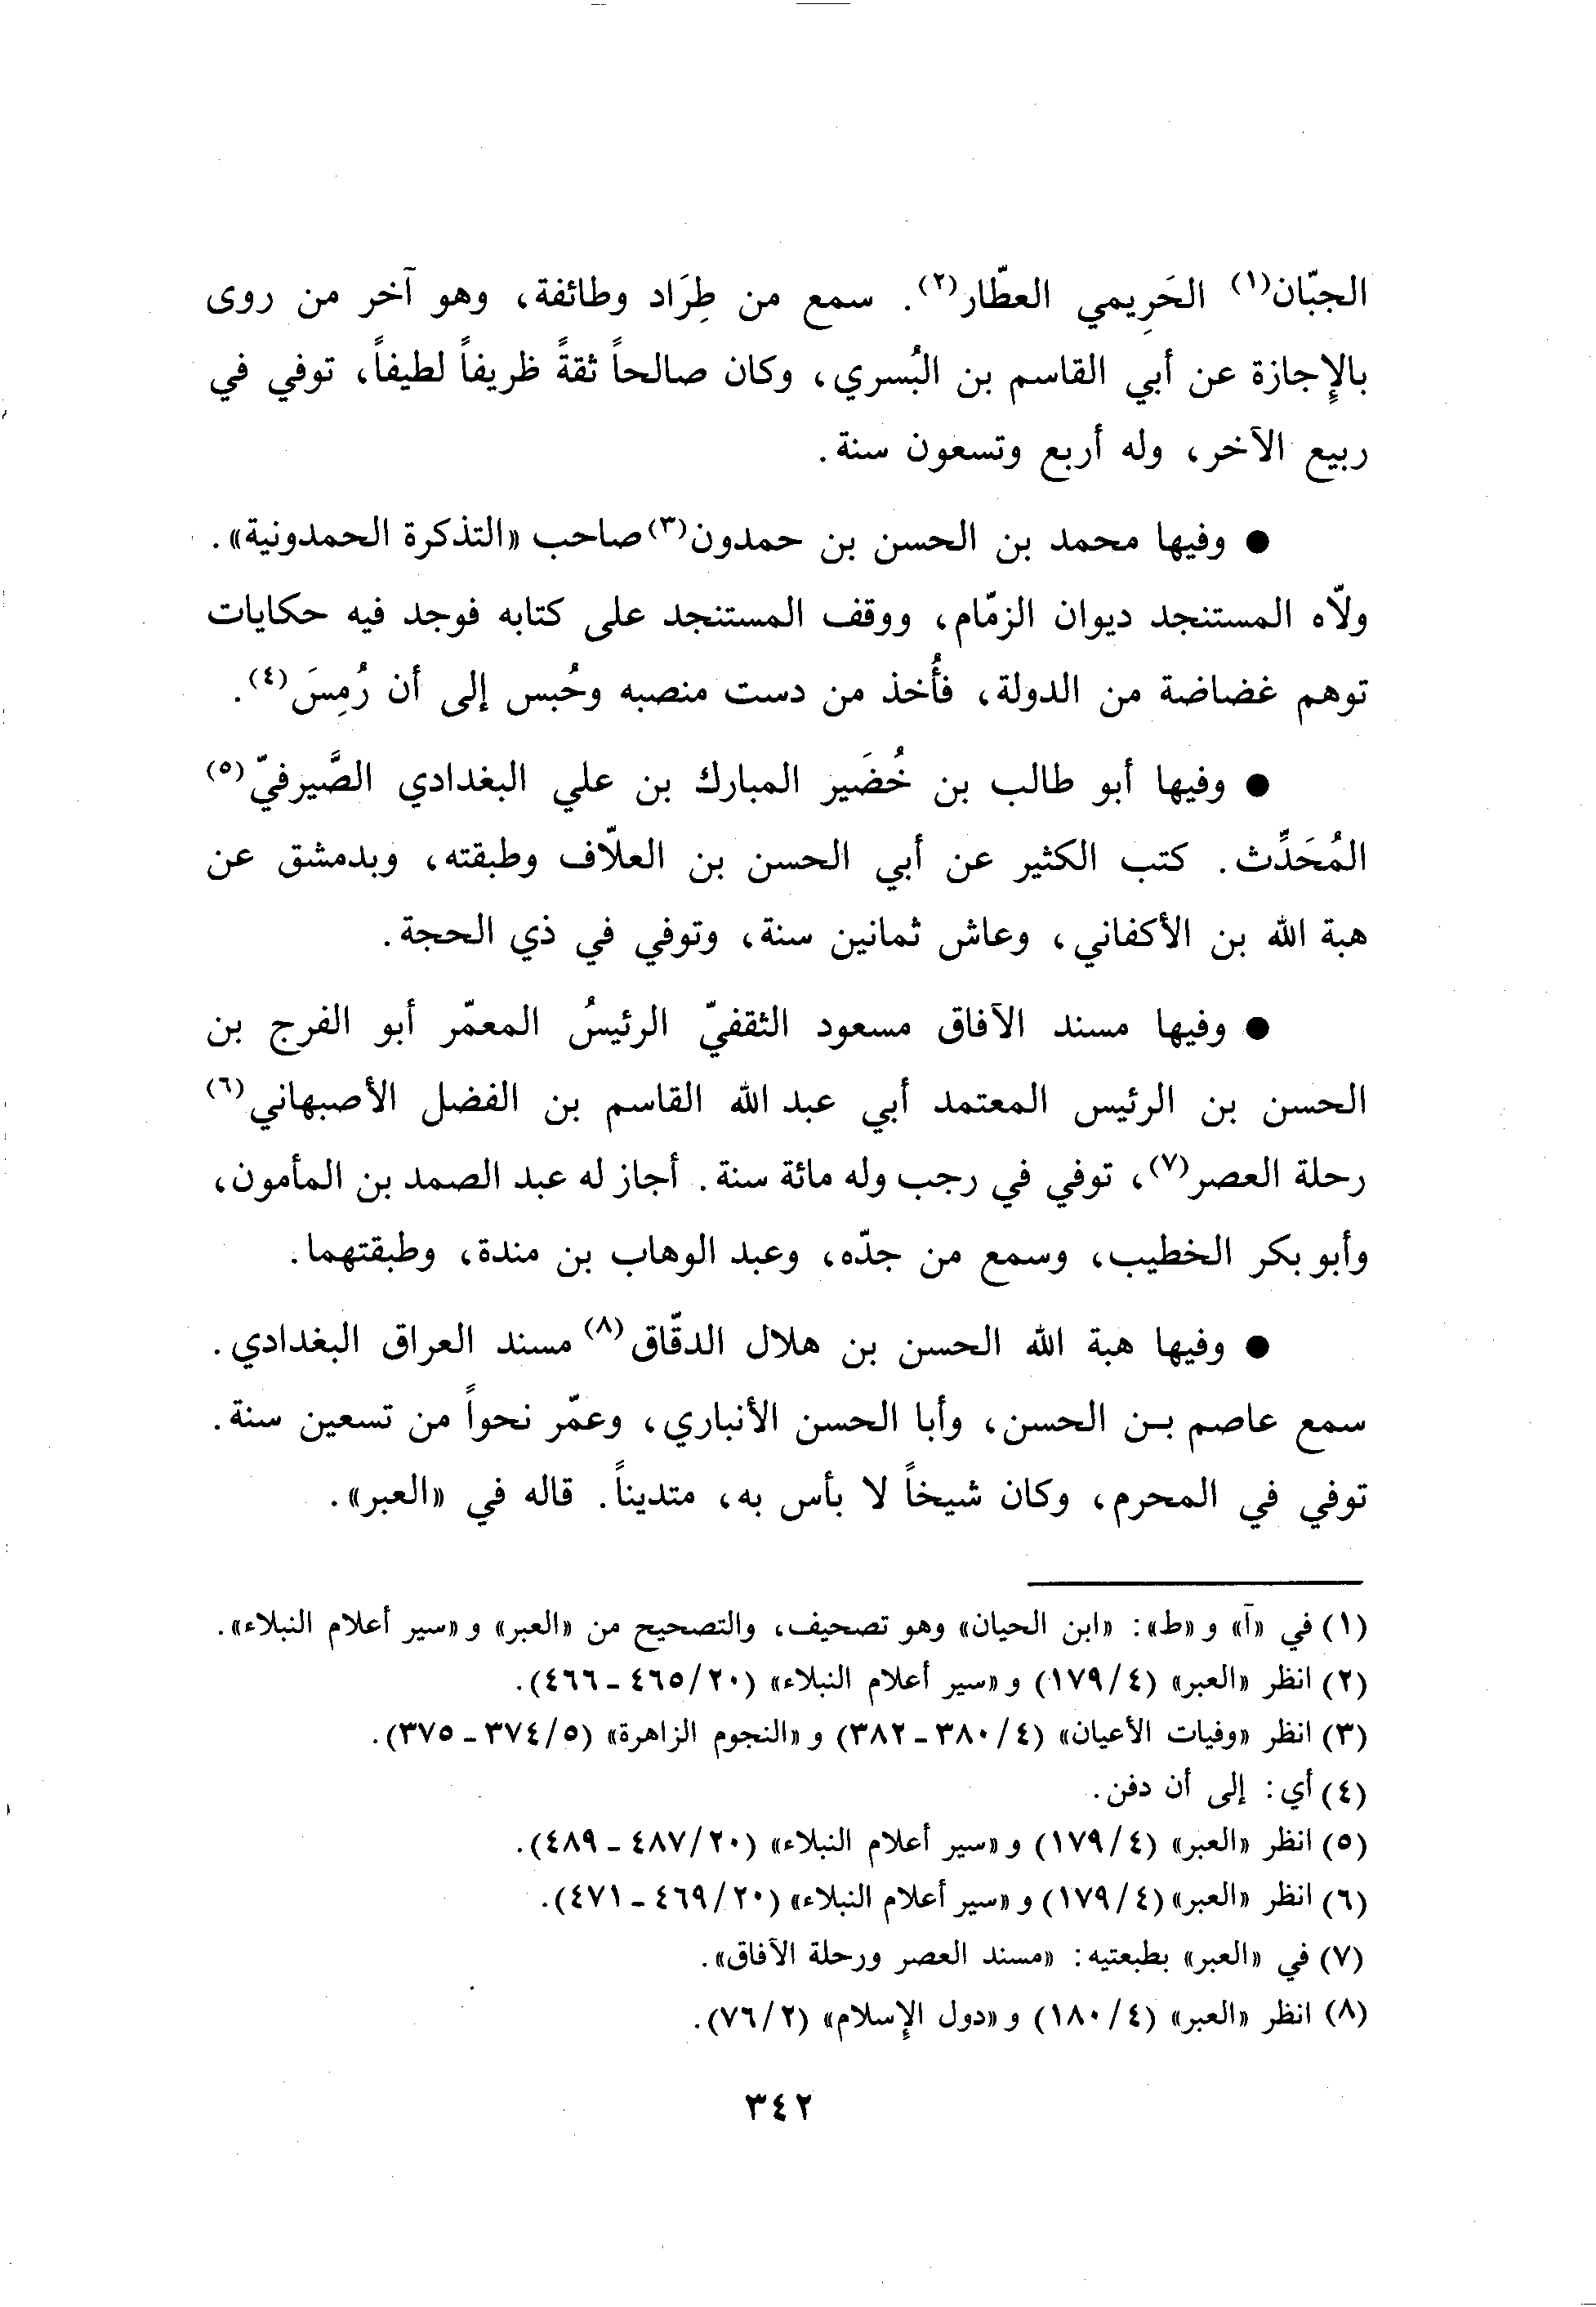 الجبّان(١) الحَرِيمي العطّار(٢). سمع من طِرَاد وطائفة، وهو آخر من روى
بالإجازة عن أبي القاسم بن البُسري، وكان صالحاً ثقةً ظريفاً لطيفاً، توفي في
ربيع الآخر، وله أربع وتسعون سنة.
● وفيها محمد بن الحسن بن حمدون(٣) صاحب «التذكرة الحمدونية».
ولّاه المستنجد ديوان الزمّام، ووقف المستنجد على كتابه فوجد فيه حكايات
توهم غضاضة من الدولة، فأُخذ من دست منصبه وحُبس إلى أن رُمِسَ(٤).
● وفيها أبو طالب بن خُضَير المبارك بن علي البغدادي الصَّيرفيّ(٥)
المُحَدِّث. كتب الكثير عن أبي الحسن بن العلّاف وطبقته، وبدمشق عن
هبة الله بن الأكفاني، وعاش ثمانين سنة، وتوفي في ذي الحجة.
● وفيها مسند الآفاق مسعود الثقفيّ الرئيسُ المعمّر أبو الفرج بن
الحسن بن الرئيس المعتمد أبي عبد الله القاسم بن الفضل الأصبهاني(٦)
رحلة العصر(٧)، توفي في رجب وله مائة سنة. أجاز له عبد الصمد بن المأمون،
وأبو بكر الخطيب، وسمع من جدّه، وعبد الوهاب بن مندة، وطبقتهما.
● وفيها هبة الله الحسن بن هلال الدقّاق(٨) مسند العراق البغدادي.
سمع عاصم بـن الحسن، وأبا الحسن الأنباري، وعمّر نحواً من تسعين سنة.
توفي في المحرم، وكان شيخاً لا بأس به، متديناً. قاله في «العبر».
(١) في «آ» و «ط»: «ابن الحيان» وهو تصحيف، والتصحيح من «العبر» و «سير أعلام النبلاء».
(٢) انظر «العبر» (٤/ ١٧٩) و «سير أعلام النبلاء» (٢٠/ ٤٦٥ - ٤٦٦).
(٣) انظر «وفيات الأعيان» (٤/ ٣٨٠ - ٣٨٢) و «النجوم الزاهرة» (٥/ ٣٧٤ - ٣٧٥).
(٤) أي: إلى أن دفن.
(٥) انظر «العبر» (٤/ ١٧٩) و «سير أعلام النبلاء» (٢٠/ ٤٨٧ - ٤٨٩).
(٦) انظر «العبر» (٤/ ١٧٩) و «سير أعلام النبلاء» (٢٠/ ٤٦٩ - ٤٧١).
(٧) في «العبر» بطبعتيه: «مسند العصر ورحلة الآفاق».
(٨) انظر «العبر» (٤/ ١٨٠) و «دول الإسلام» (٢/ ٧٦).
٣٤٢